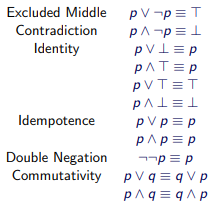 Excluded Middle p ∨ ¬p ≡ ⊤
Contradiction p ∧ ¬p ≡ ⊥
Identity p ∨ ⊥ ≡ p
p ∧ ⊤ ≡ p
p ∨ ⊤ ≡ ⊤
p ∧ ⊥ ≡ ⊥
Idempotence p ∨ p ≡ p
p ∧ p ≡ p
Double Negation ¬¬p ≡ p
Commutativity p ∨ q ≡ q ∨ p
p ∧ q ≡ q ∧ p